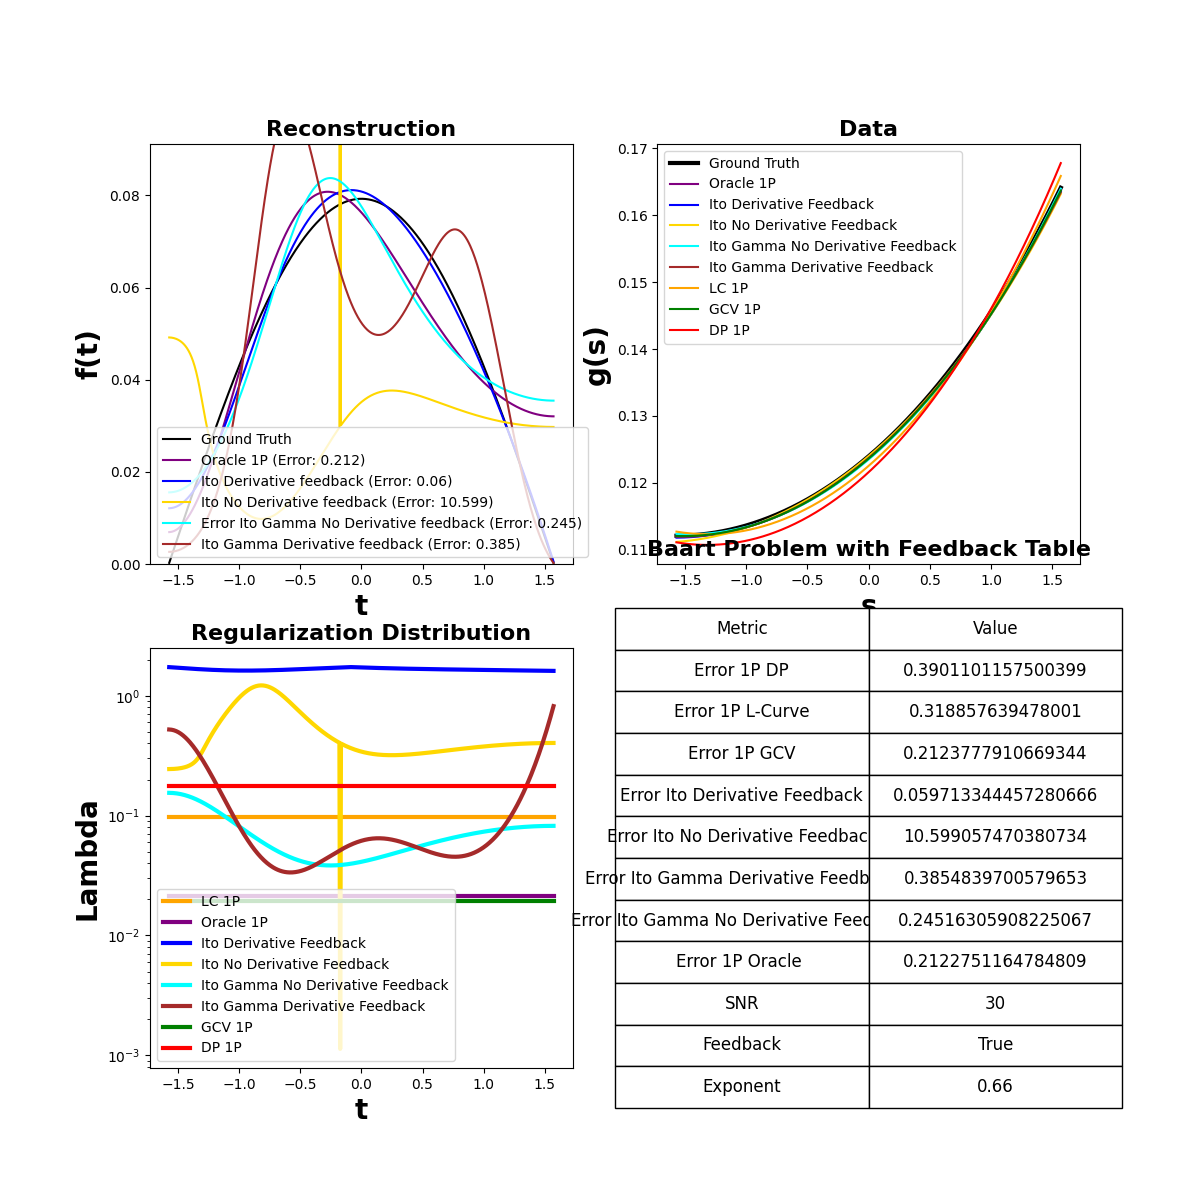 Reconstruction
f(t)
0.08
0.06
0.04
0.02
0.00
Ground Truth
Oracle 1P (Error: 0.212)
Ito Derivative feedback (Error: 0.06)
Ito No Derivative feedback (Error: 10.599)
Error Ito Gamma No Derivative feedback (Error: 0.245)
Ito Gamma Derivative feedback (Error: 0.385)
−1.5 −1.0 −0.5 0.0 0.5 1.0 1.5
t
Data
g(s)
0.17
0.16
0.15
0.14
0.13
0.12
0.11
Ground Truth
Oracle 1P
Ito Derivative Feedback
Ito No Derivative Feedback
Ito Gamma No Derivative Feedback
Ito Gamma Derivative Feedback
LC 1P
GCV 1P
DP 1P
−1.5 −1.0 −0.5 0.0 0.5 1.0 1.5
s
Regularization Distribution
Lambda
10⁰
10⁻¹
10⁻²
10⁻³
LC 1P
Oracle 1P
Ito Derivative Feedback
Ito No Derivative Feedback
Ito Gamma No Derivative Feedback
Ito Gamma Derivative Feedback
GCV 1P
DP 1P
−1.5 −1.0 −0.5 0.0 0.5 1.0 1.5
t
Baart Problem with Feedback Table
Metric Value
Error 1P DP 0.3901101157500399
Error 1P L-Curve 0.318857639478001
Error 1P GCV 0.2123777910669344
Error Ito Derivative Feedback 0.059713344457280666
Error Ito No Derivative Feedbac 10.599057470380734
Error Ito Gamma Derivative Feedb 0.3854839700579653
Error Ito Gamma No Derivative Feed 0.24516305908225067
Error 1P Oracle 0.2122751164784809
SNR 30
Feedback True
Exponent 0.66